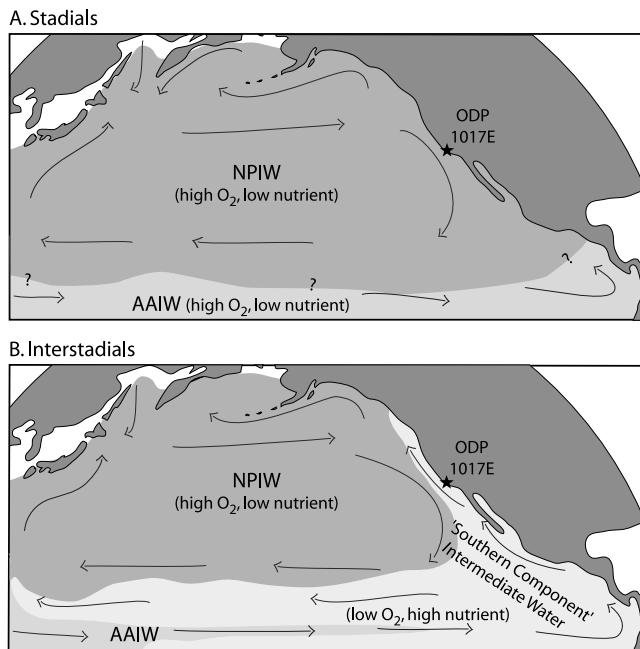 A. Stadials
ODP
1017E
NPIW
(high O₂, low nutrient)
?
?
?
AAIW (high O₂, low nutrient)
B. Interstadials
ODP
1017E
NPIW
(high O₂, low nutrient)
'Southern Component'
Intermediate Water
(low O₂, high nutrient)
AAIW